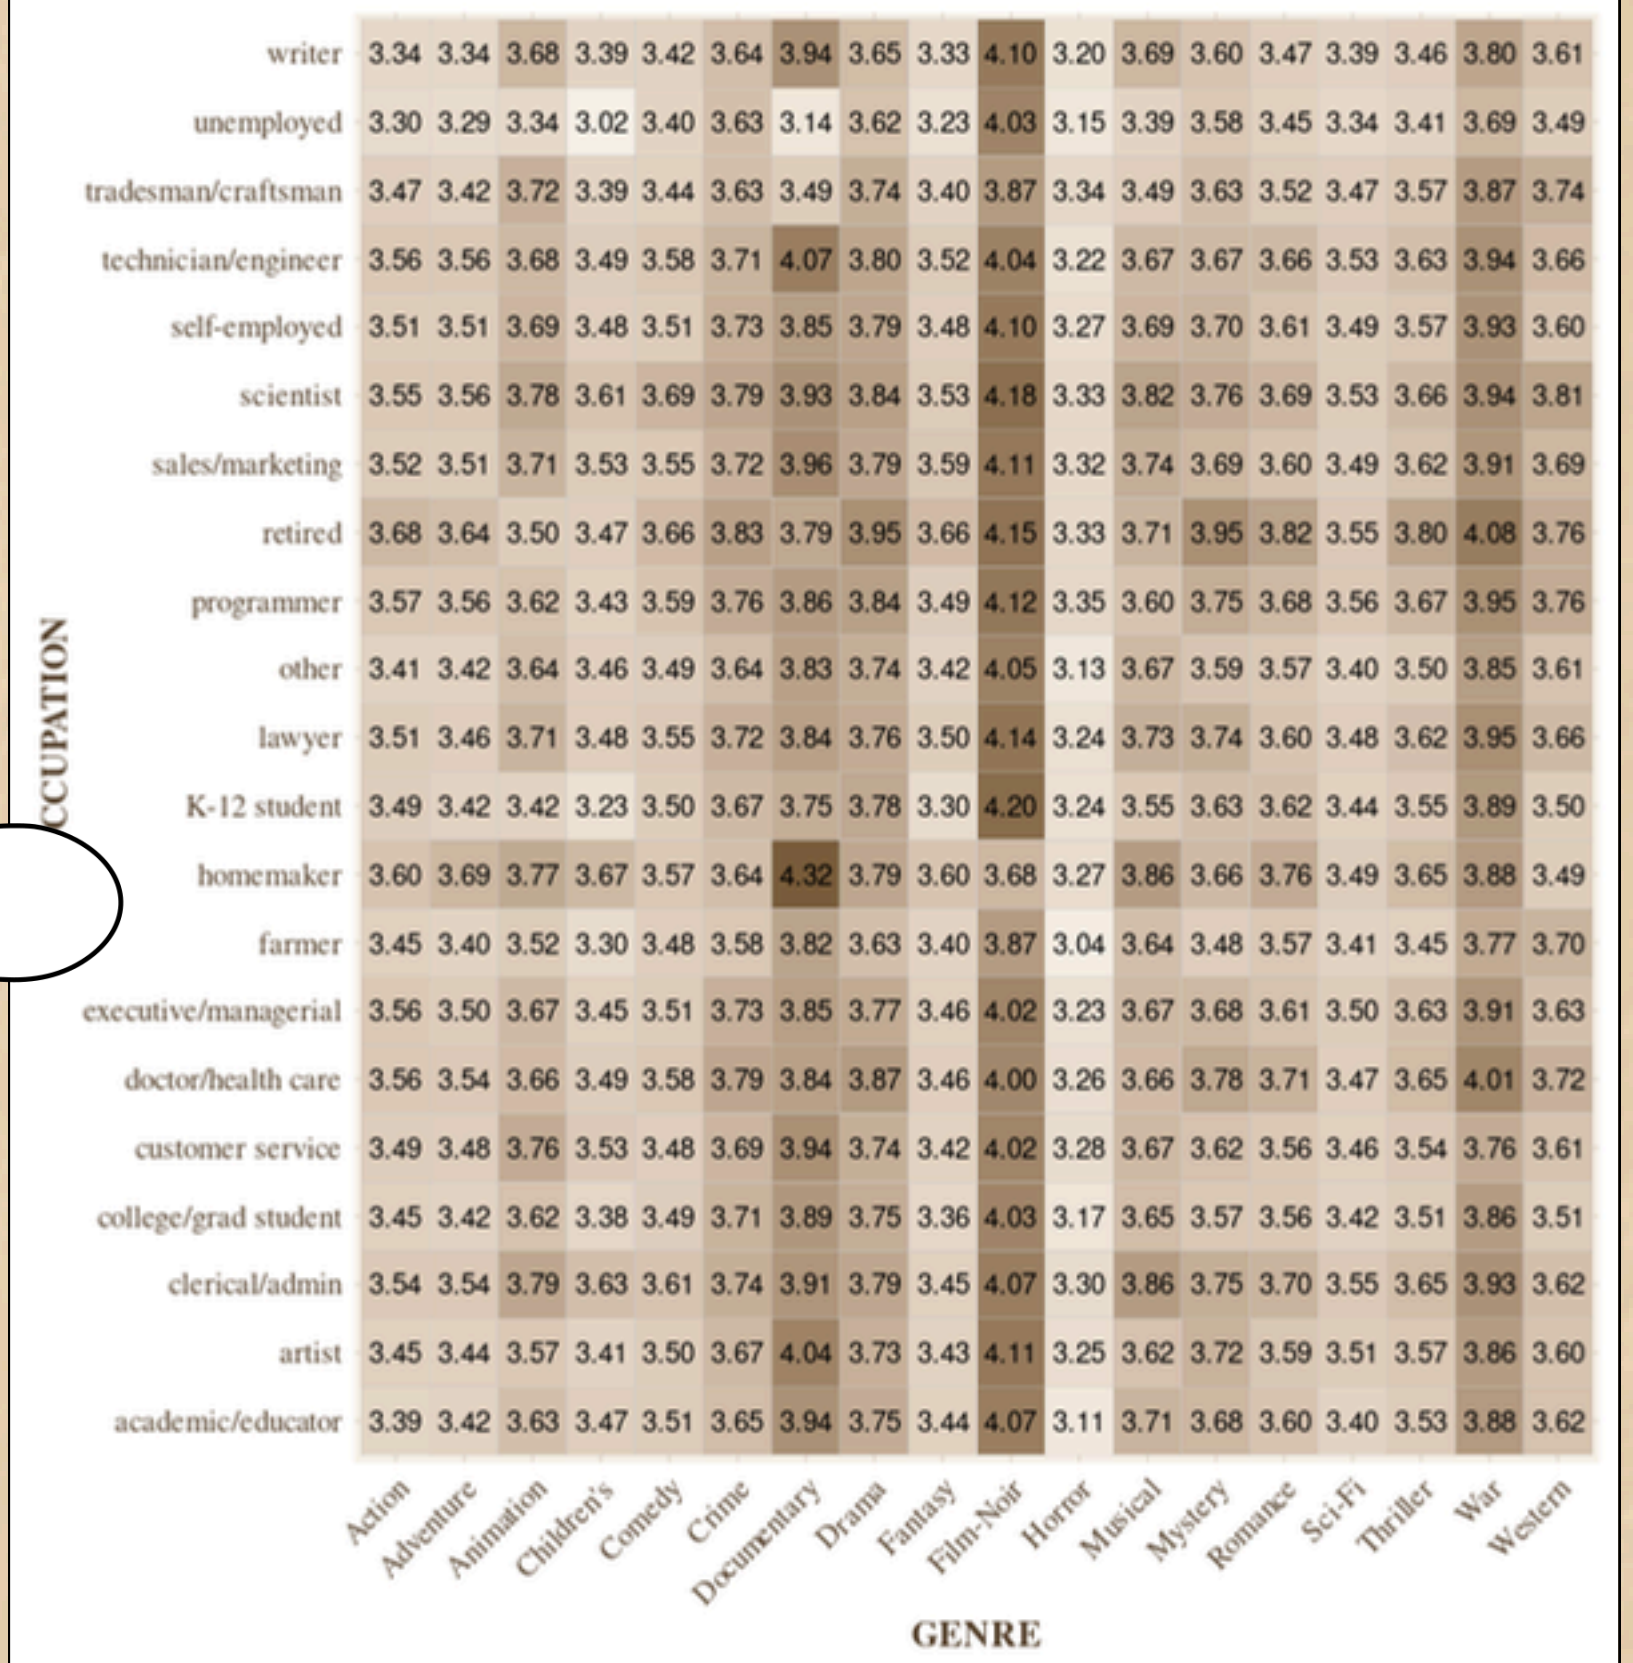 writer 3.34 3.34 3.68 3.39 3.42 3.64 3.94 3.65 3.33 4.10 3.20 3.69 3.60 3.47 3.39 3.46 3.80 3.61
unemployed 3.30 3.29 3.34 3.02 3.40 3.63 3.14 3.62 3.23 4.03 3.15 3.39 3.58 3.45 3.34 3.41 3.69 3.49
tradesman/craftsman 3.47 3.42 3.72 3.39 3.44 3.63 3.49 3.74 3.40 3.87 3.34 3.49 3.63 3.52 3.47 3.57 3.87 3.74
technician/engineer 3.56 3.56 3.68 3.49 3.58 3.71 4.07 3.80 3.52 4.04 3.22 3.67 3.67 3.66 3.53 3.63 3.94 3.66
self-employed 3.51 3.51 3.69 3.48 3.51 3.73 3.85 3.79 3.48 4.10 3.27 3.69 3.70 3.61 3.49 3.57 3.93 3.60
scientist 3.55 3.56 3.78 3.61 3.69 3.79 3.93 3.84 3.53 4.18 3.33 3.82 3.76 3.69 3.53 3.66 3.94 3.81
sales/marketing 3.52 3.51 3.71 3.53 3.55 3.72 3.96 3.79 3.59 4.11 3.32 3.74 3.69 3.60 3.49 3.62 3.91 3.69
retired 3.68 3.64 3.50 3.47 3.66 3.83 3.79 3.95 3.66 4.15 3.33 3.71 3.95 3.82 3.55 3.80 4.08 3.76
programmer 3.57 3.56 3.62 3.43 3.59 3.76 3.86 3.84 3.49 4.12 3.35 3.60 3.75 3.68 3.56 3.67 3.95 3.76
other 3.41 3.42 3.64 3.46 3.49 3.64 3.83 3.74 3.42 4.05 3.13 3.67 3.59 3.57 3.40 3.50 3.85 3.61
lawyer 3.51 3.46 3.71 3.48 3.55 3.72 3.84 3.76 3.50 4.14 3.24 3.73 3.74 3.60 3.48 3.62 3.95 3.66
K-12 student 3.49 3.42 3.42 3.23 3.50 3.67 3.75 3.78 3.30 4.20 3.24 3.55 3.63 3.62 3.44 3.55 3.89 3.50
homemaker 3.60 3.69 3.77 3.67 3.57 3.64 4.32 3.79 3.60 3.68 3.27 3.86 3.66 3.76 3.49 3.65 3.88 3.49
farmer 3.45 3.40 3.52 3.30 3.48 3.58 3.82 3.63 3.40 3.87 3.04 3.64 3.48 3.57 3.41 3.45 3.77 3.70
executive/managerial 3.56 3.50 3.67 3.45 3.51 3.73 3.85 3.77 3.46 4.02 3.23 3.67 3.68 3.61 3.50 3.63 3.91 3.63
doctor/health care 3.56 3.54 3.66 3.49 3.58 3.79 3.84 3.87 3.46 4.00 3.26 3.66 3.78 3.71 3.47 3.65 4.01 3.72
customer service 3.49 3.48 3.76 3.53 3.48 3.69 3.94 3.74 3.42 4.02 3.28 3.67 3.62 3.56 3.46 3.54 3.76 3.61
college/grad student 3.45 3.42 3.62 3.38 3.49 3.71 3.89 3.75 3.36 4.03 3.17 3.65 3.57 3.56 3.42 3.51 3.86 3.51
clerical/admin 3.54 3.54 3.79 3.63 3.61 3.74 3.91 3.79 3.45 4.07 3.30 3.86 3.75 3.70 3.55 3.65 3.93 3.62
artist 3.45 3.44 3.57 3.41 3.50 3.67 4.04 3.73 3.43 4.11 3.25 3.62 3.72 3.59 3.51 3.57 3.86 3.60
academic/educator 3.39 3.42 3.63 3.47 3.51 3.65 3.94 3.75 3.44 4.07 3.11 3.71 3.68 3.60 3.40 3.53 3.88 3.62
CCUPATION
Action Adventure Animation Children's Comedy Crime Documentary Drama Fantasy Film-Noir Horror Musical Mystery Romance Sci-Fi Thriller War Western
GENRE